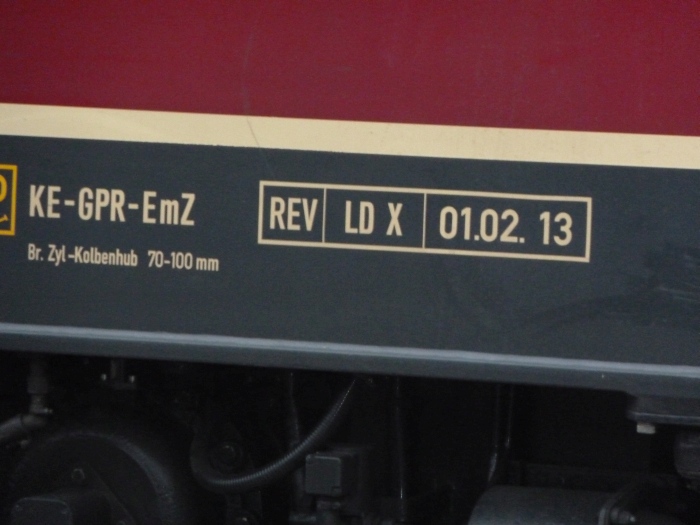 KE-GPR-EmZ
Br. Zyl-Kolbenhub 70-100 mm
REV LD X 01.02. 13